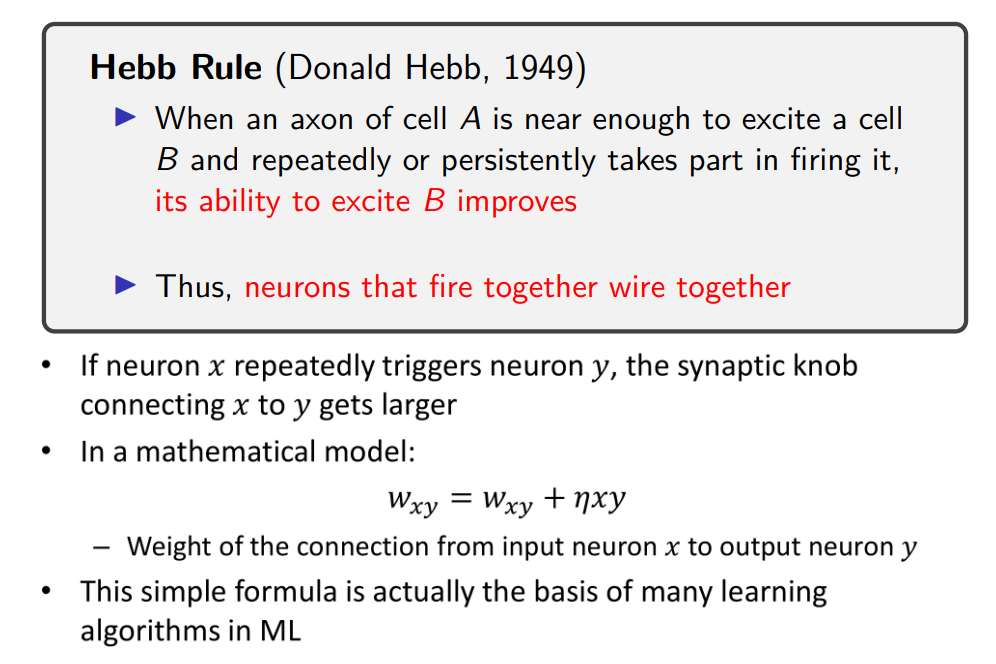 Hebb Rule (Donald Hebb, 1949)
▶ When an axon of cell A is near enough to excite a cell
B and repeatedly or persistently takes part in firing it,
its ability to excite B improves
▶ Thus, neurons that fire together wire together
• If neuron x repeatedly triggers neuron y, the synaptic knob
connecting x to y gets larger
• In a mathematical model:
w_{xy} = w_{xy} + ηxy
– Weight of the connection from input neuron x to output neuron y
• This simple formula is actually the basis of many learning
algorithms in ML